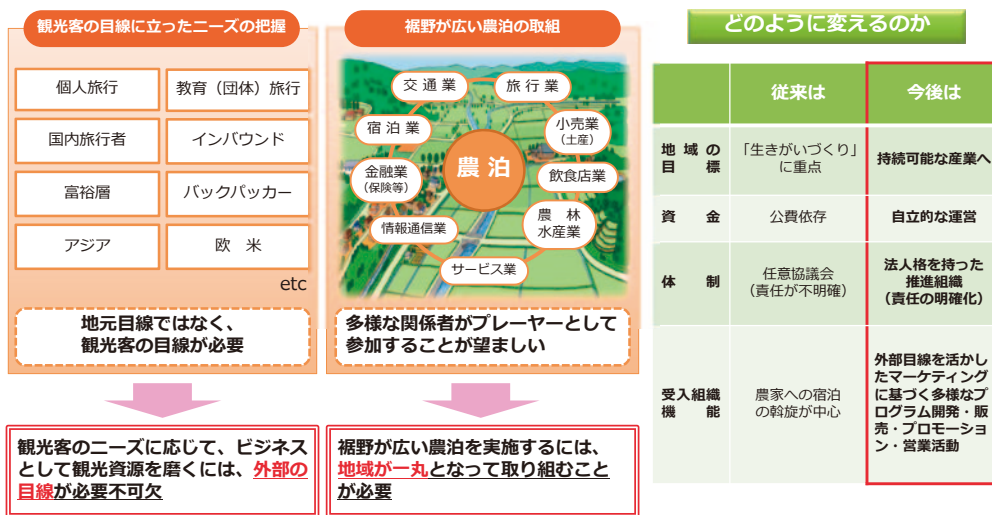 観光客の目線に立ったニーズの把握
個人旅行
教育（団体）旅行
国内旅行者
インバウンド
富裕層
バックパッカー
アジア
欧　米
etc
地元目線ではなく、
観光客の目線が必要
観光客のニーズに応じて、ビジネス
として観光資源を磨くには、外部の
目線が必要不可欠
裾野が広い農泊の取組
交 通 業
旅 行 業
宿 泊 業
小売業
（土産）
金融業
（保険等）
農 泊
飲食店業
情報通信業
農　林
水産業
サービス業
多様な関係者がプレーヤーとして
参加することが望ましい
裾野が広い農泊を実施するには、
地域が一丸となって取り組むこと
が必要
どのように変えるのか
従来は
今後は
地 域 の
目　　標
「生きがいづくり」
に重点
持続可能な産業へ
資　　金
公費依存
自立的な運営
体　　制
任意協議会
（責任が不明確）
法人格を持った
推進組織
（責任の明確化）
受入組織
機　　能
農家への宿泊
の斡旋が中心
外部目線を活かし
たマーケティング
に基づく多様なプ
ログラム開発・販
売・プロモーショ
ン・営業活動